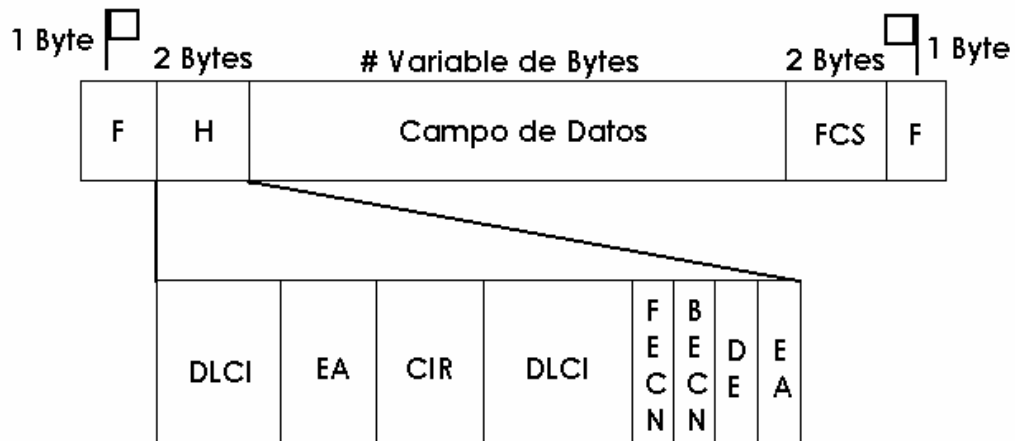 1 Byte 2 Bytes # Variable de Bytes 2 Bytes 1 Byte
F H Campo de Datos FCS F
DLCI EA CIR DLCI FECN BECN DE EA